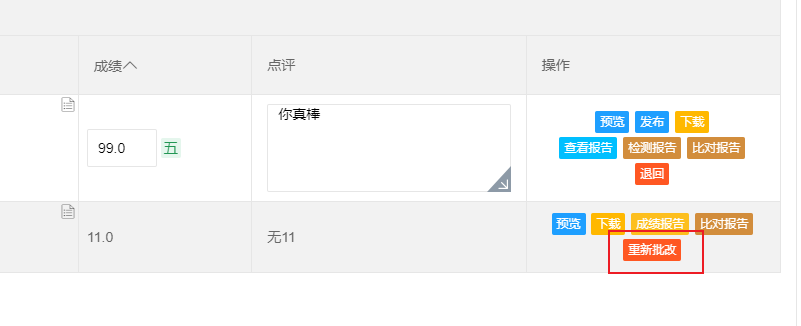 成绩 点评 操作
99.0 五 你真棒 预览 发布 下载
查看报告 检测报告 比对报告
退回
11.0 无11 预览 下载 成绩报告 比对报告
重新批改